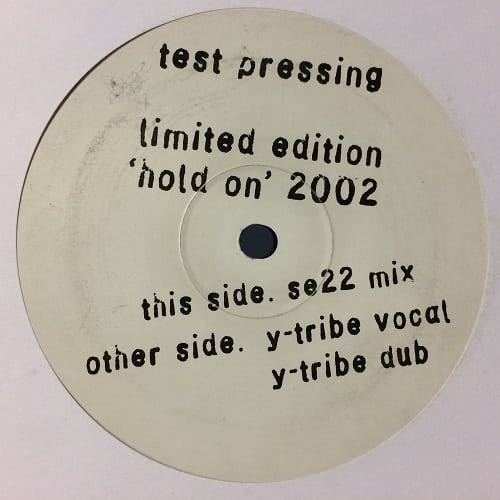 test pressing
limited edition
'hold on' 2002
this side. se22 mix
other side. y-tribe vocal
y-tribe dub